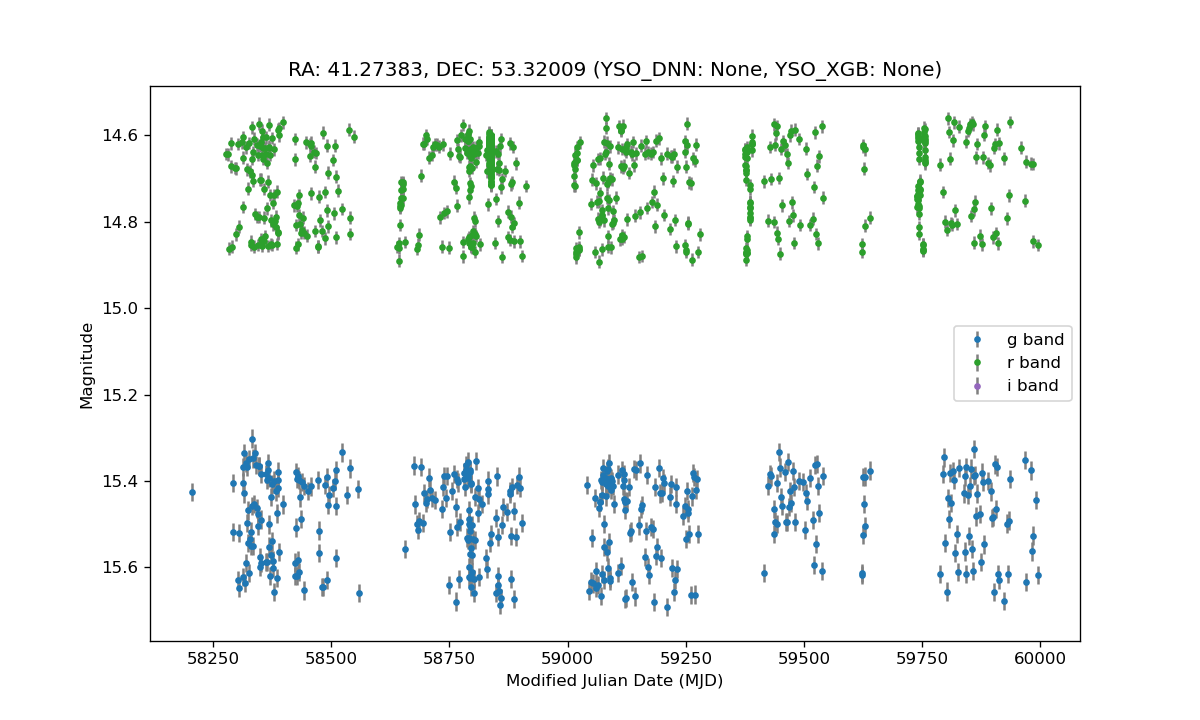 RA: 41.27383, DEC: 53.32009 (YSO_DNN: None, YSO_XGB: None)
14.6
14.8
15.0
15.2
15.4
15.6
Magnitude
g band
r band
i band
58250 58500 58750 59000 59250 59500 59750 60000
Modified Julian Date (MJD)